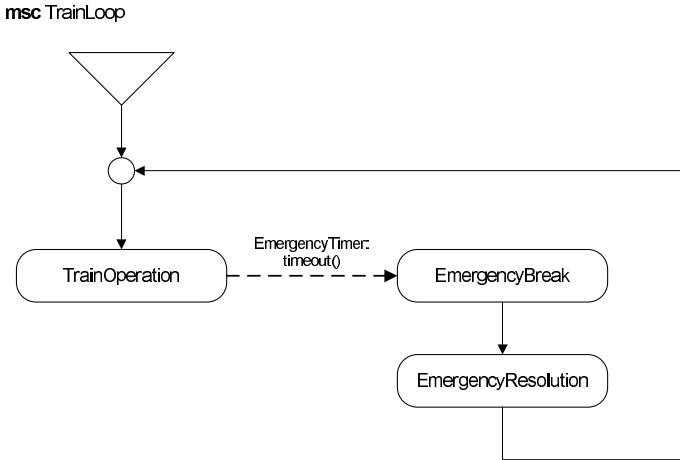 msc TrainLoop
EmergencyTimer:
timeout()
TrainOperation
EmergencyBreak
EmergencyResolution